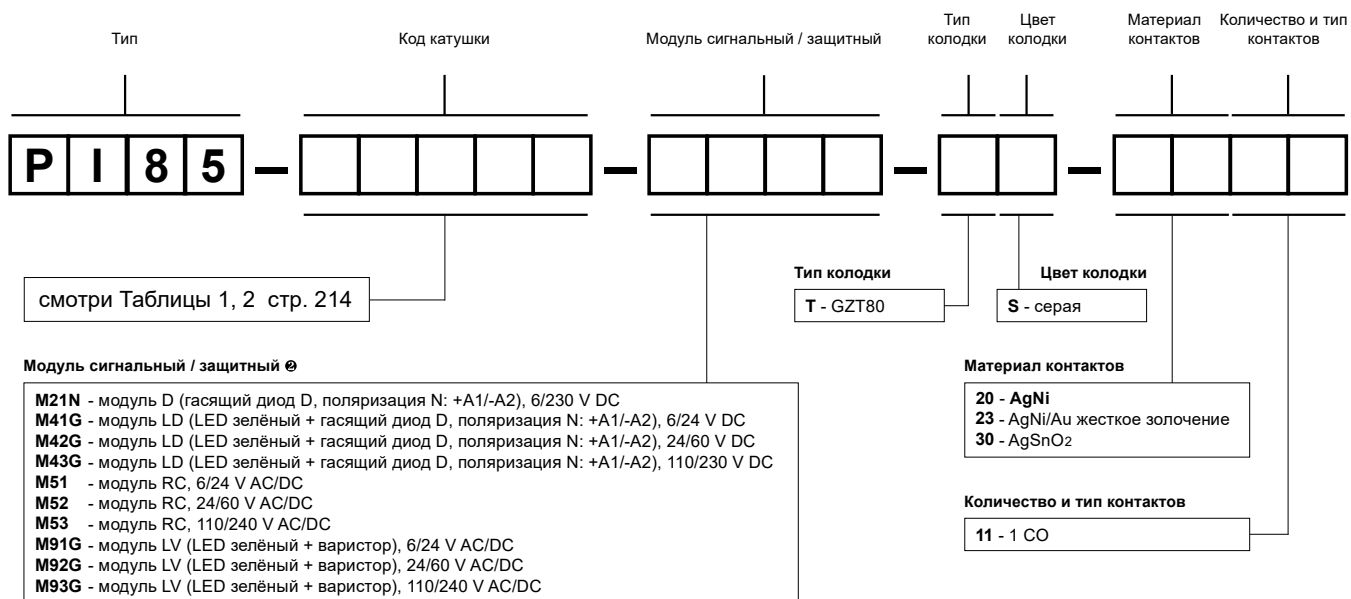 Тип
Код катушки
Модуль сигнальный / защитный
Тип
колодки
Цвет
колодки
Материал
контактов
Количество и тип
контактов
P I 8 5 – – – –
смотри Таблицы 1, 2 стр. 214
Тип колодки
T - GZT80
Цвет колодки
S - серая
Модуль сигнальный / защитный ❷
M21N - модуль D (гасящий диод D, поляризация N: +A1/-A2), 6/230 V DC
M41G - модуль LD (LED зелёный + гасящий диод D, поляризация N: +A1/-A2), 6/24 V DC
M42G - модуль LD (LED зелёный + гасящий диод D, поляризация N: +A1/-A2), 24/60 V DC
M43G - модуль LD (LED зелёный + гасящий диод D, поляризация N: +A1/-A2), 110/230 V DC
M51 - модуль RC, 6/24 V AC/DC
M52 - модуль RC, 24/60 V AC/DC
M53 - модуль RC, 110/240 V AC/DC
M91G - модуль LV (LED зелёный + варистор), 6/24 V AC/DC
M92G - модуль LV (LED зелёный + варистор), 24/60 V AC/DC
M93G - модуль LV (LED зелёный + варистор), 110/240 V AC/DC
Материал контактов
20 - AgNi
23 - AgNi/Au жесткое золочение
30 - AgSnO2
Количество и тип контактов
11 - 1 CO